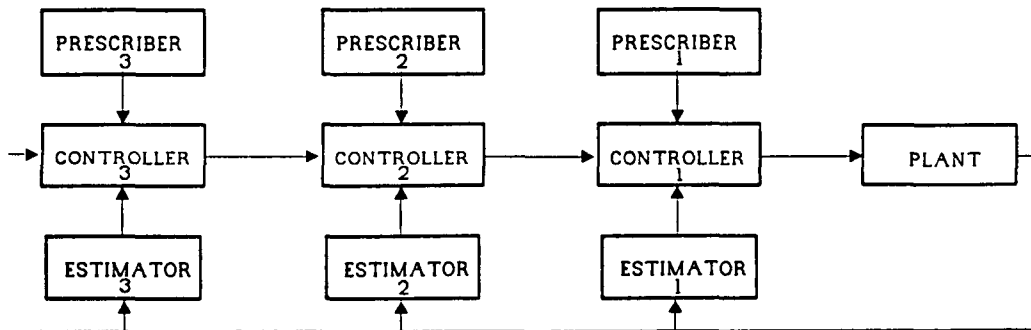 PRESCRIBER
3
PRESCRIBER
2
PRESCRIBER
1
CONTROLLER
3
CONTROLLER
2
CONTROLLER
1
PLANT
ESTIMATOR
3
ESTIMATOR
2
ESTIMATOR
1